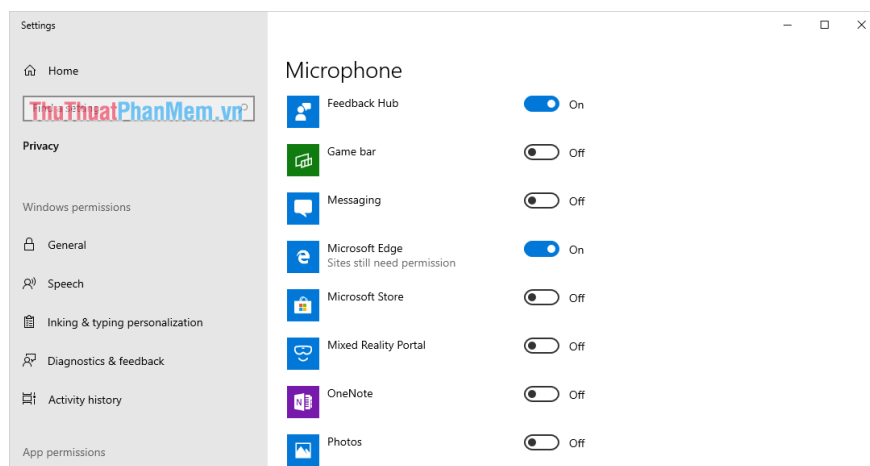 Settings
Home
Find a setting
ThuThuatPhanMem.vn
Privacy
Windows permissions
General
Speech
Inking & typing personalization
Diagnostics & feedback
Activity history
App permissions
Microphone
Feedback Hub On
Game bar Off
Messaging Off
Microsoft Edge On
Sites still need permission
Microsoft Store Off
Mixed Reality Portal Off
OneNote Off
Photos Off